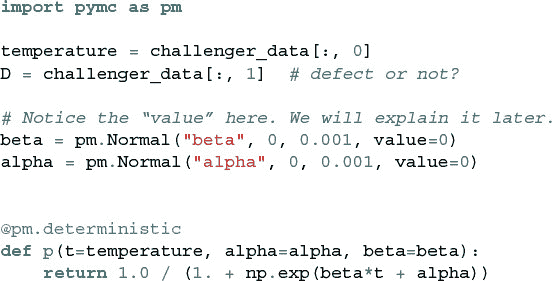 import pymc as pm
temperature = challenger_data[:, 0]
D = challenger_data[:, 1]  # defect or not?
# Notice the “value” here. We will explain it later.
beta = pm.Normal("beta", 0, 0.001, value=0)
alpha = pm.Normal("alpha", 0, 0.001, value=0)
@pm.deterministic
def p(t=temperature, alpha=alpha, beta=beta):
    return 1.0 / (1. + np.exp(beta*t + alpha))